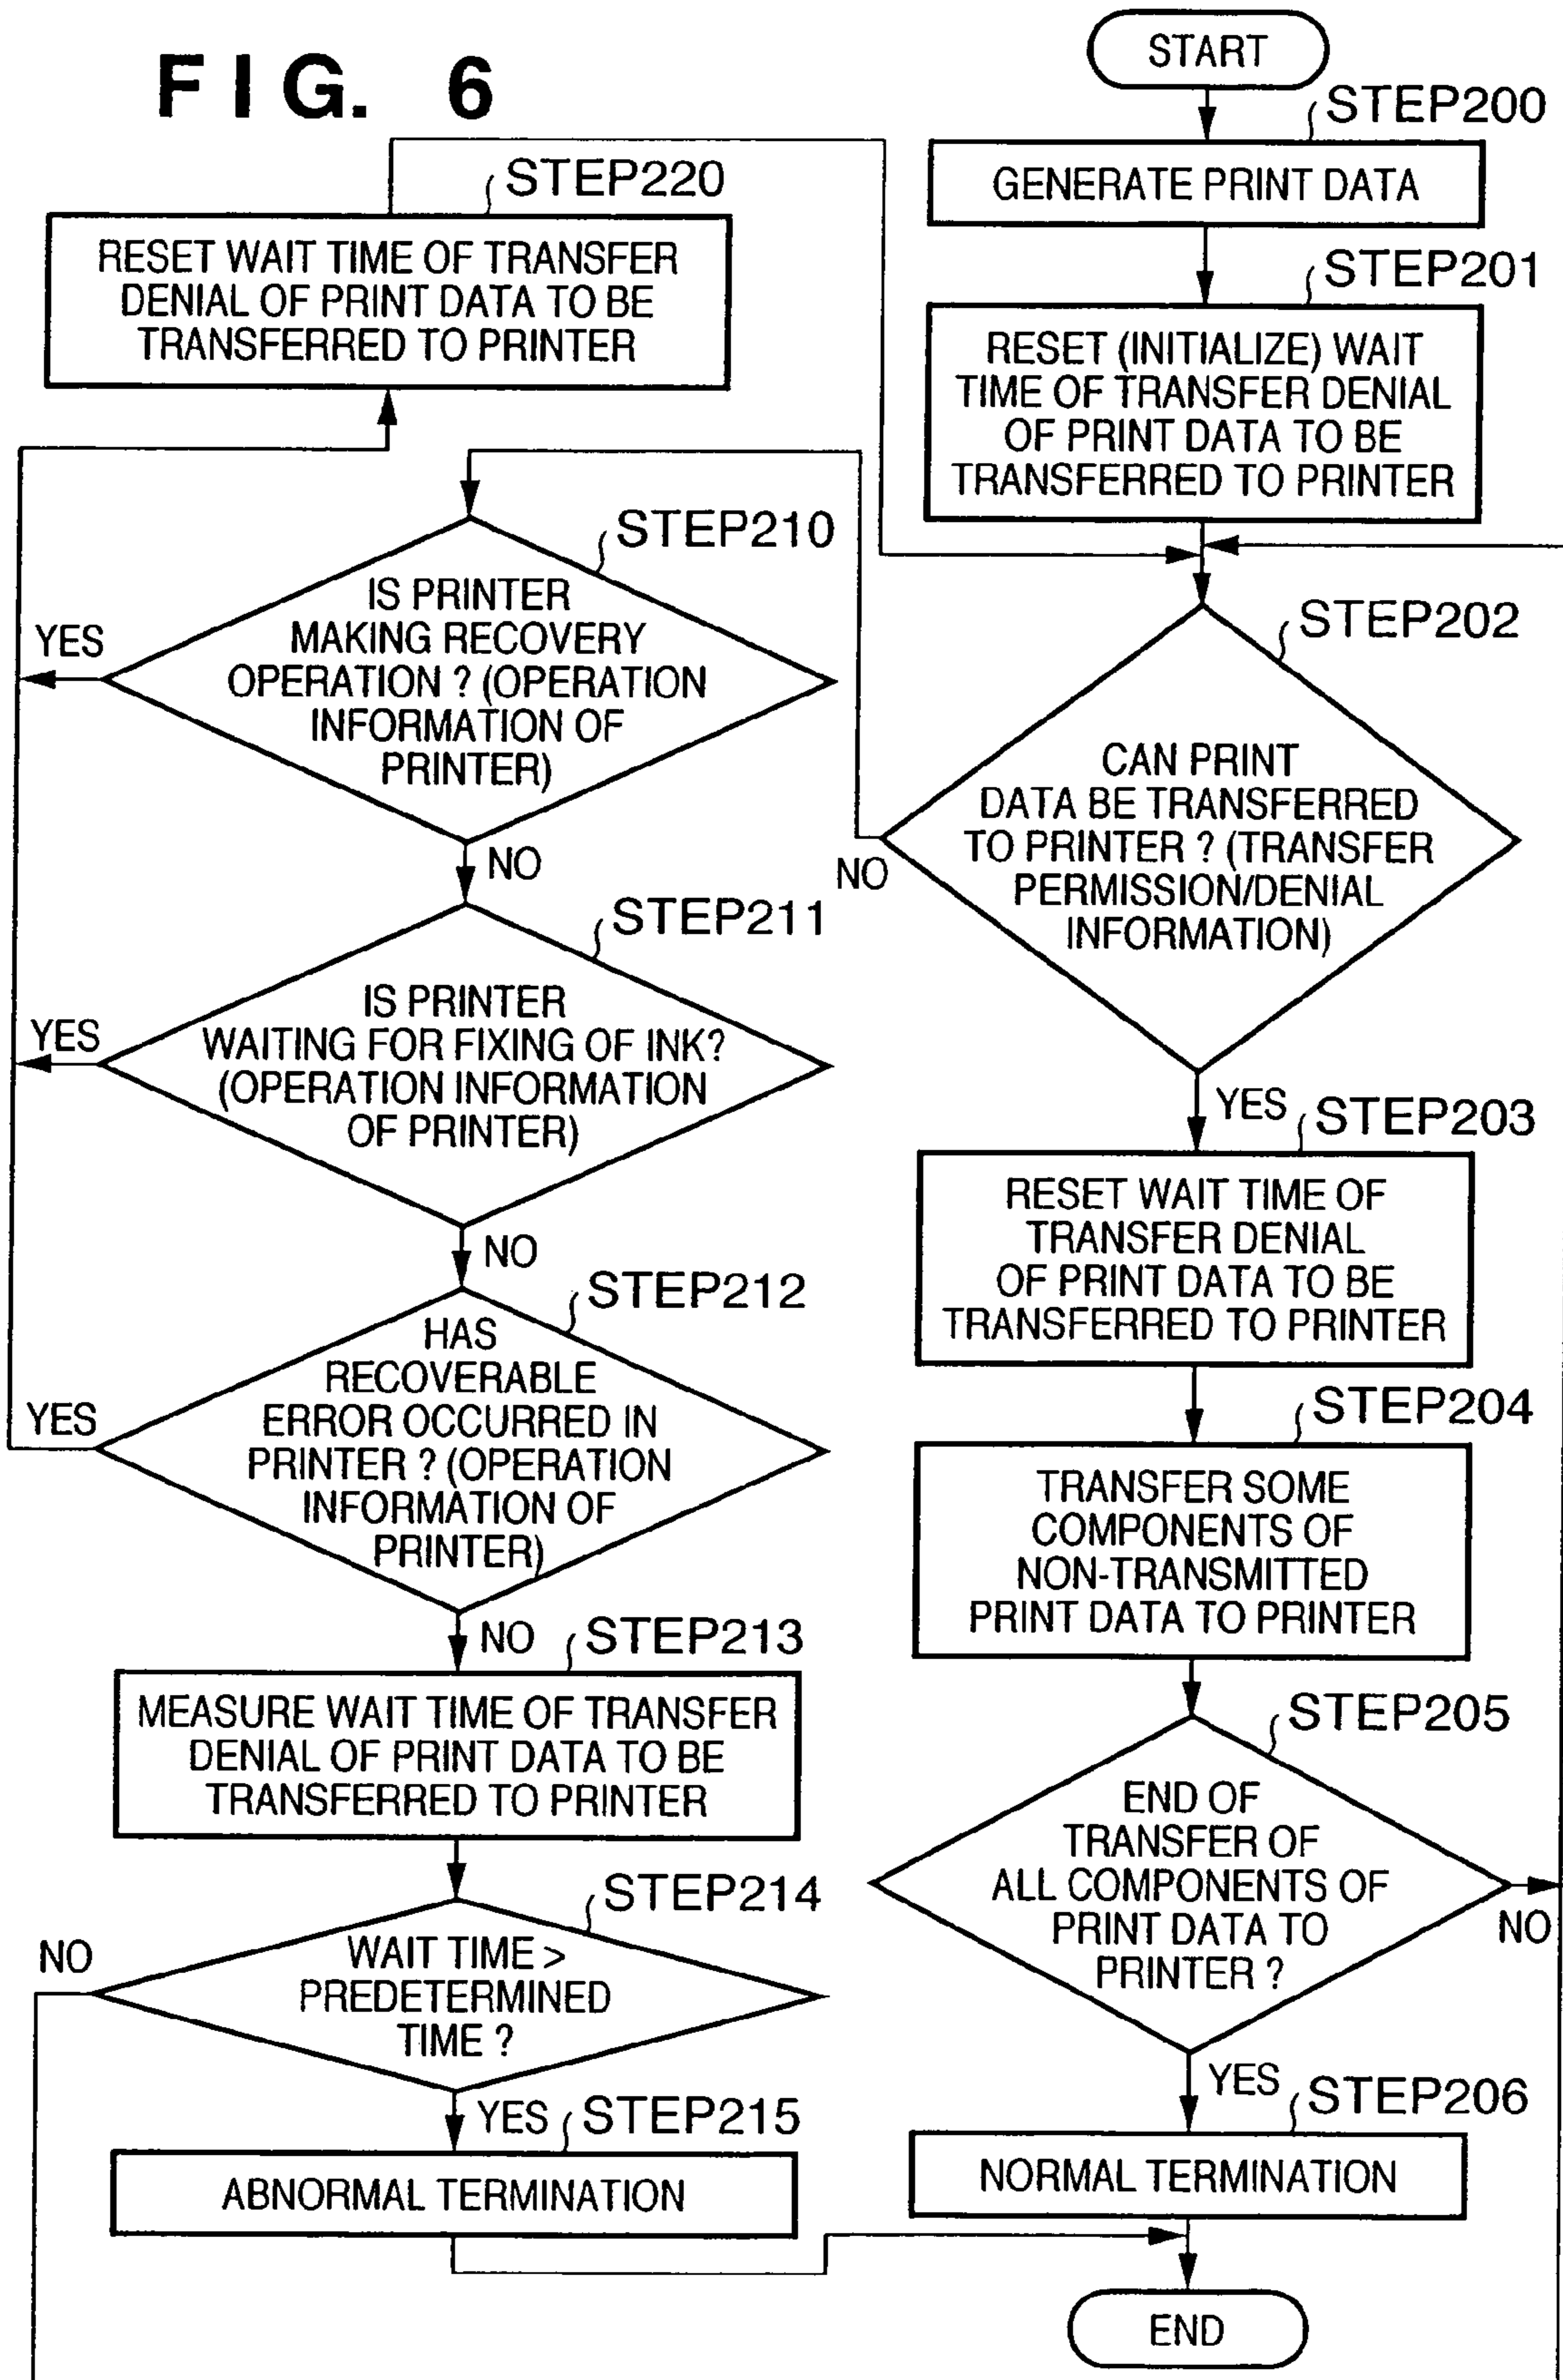 FIG. 6
START
STEP200
GENERATE PRINT DATA
STEP201
RESET (INITIALIZE) WAIT
TIME OF TRANSFER DENIAL
OF PRINT DATA TO BE
TRANSFERRED TO PRINTER
STEP202
CAN PRINT
DATA BE TRANSFERRED
TO PRINTER ? (TRANSFER
PERMISSION/DENIAL
INFORMATION)
NO
YES
STEP203
RESET WAIT TIME OF
TRANSFER DENIAL
OF PRINT DATA TO BE
TRANSFERRED TO PRINTER
STEP204
TRANSFER SOME
COMPONENTS OF
NON-TRANSMITTED
PRINT DATA TO PRINTER
STEP205
END OF
TRANSFER OF
ALL COMPONENTS OF
PRINT DATA TO
PRINTER ?
NO
YES
STEP206
NORMAL TERMINATION
END
STEP220
RESET WAIT TIME OF TRANSFER
DENIAL OF PRINT DATA TO BE
TRANSFERRED TO PRINTER
STEP210
IS PRINTER
MAKING RECOVERY
OPERATION ? (OPERATION
INFORMATION OF
PRINTER)
YES
NO
STEP211
IS PRINTER
WAITING FOR FIXING OF INK?
(OPERATION INFORMATION
OF PRINTER)
YES
NO
STEP212
HAS
RECOVERABLE
ERROR OCCURRED IN
PRINTER ? (OPERATION
INFORMATION OF
PRINTER)
YES
NO
STEP213
MEASURE WAIT TIME OF TRANSFER
DENIAL OF PRINT DATA TO BE
TRANSFERRED TO PRINTER
STEP214
WAIT TIME >
PREDETERMINED
TIME ?
NO
YES
STEP215
ABNORMAL TERMINATION